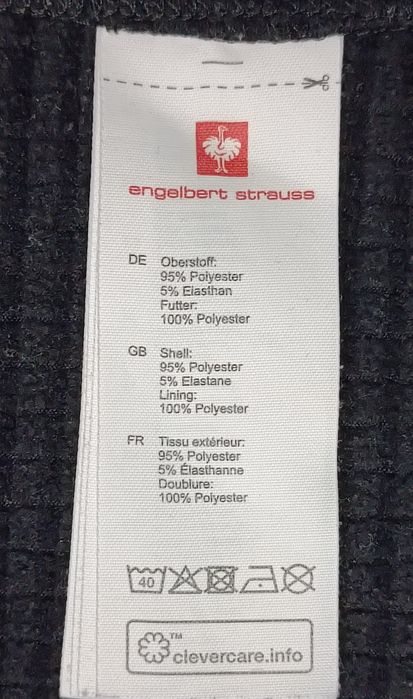 engelbert strauss
DE Oberstoff:
95% Polyester
5% Elasthan
Futter:
100% Polyester
GB Shell:
95% Polyester
5% Elastane
Lining:
100% Polyester
FR Tissu extérieur:
95% Polyester
5% Élasthanne
Doublure:
100% Polyester
40
TM
clevercare.info